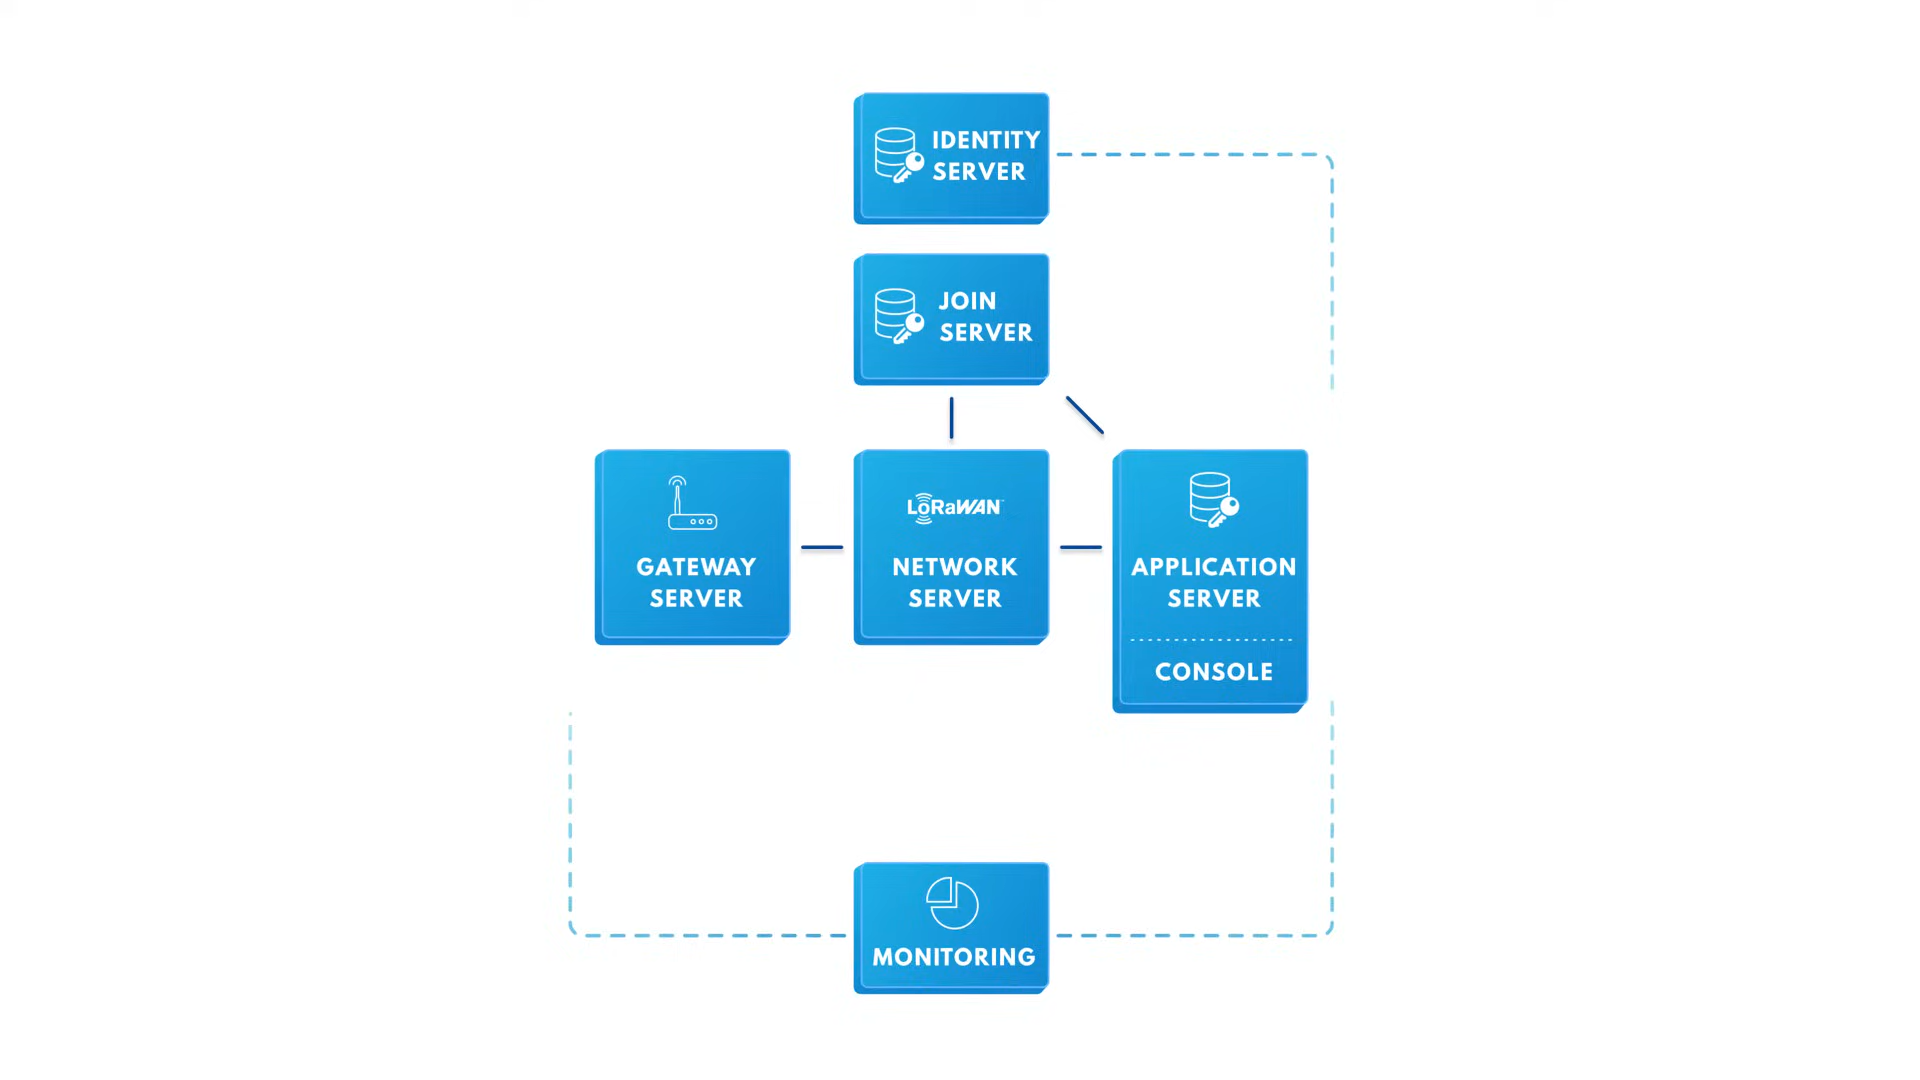 IDENTITY
SERVER
JOIN
SERVER
GATEWAY
SERVER
LoRaWAN
NETWORK
SERVER
APPLICATION
SERVER
CONSOLE
MONITORING